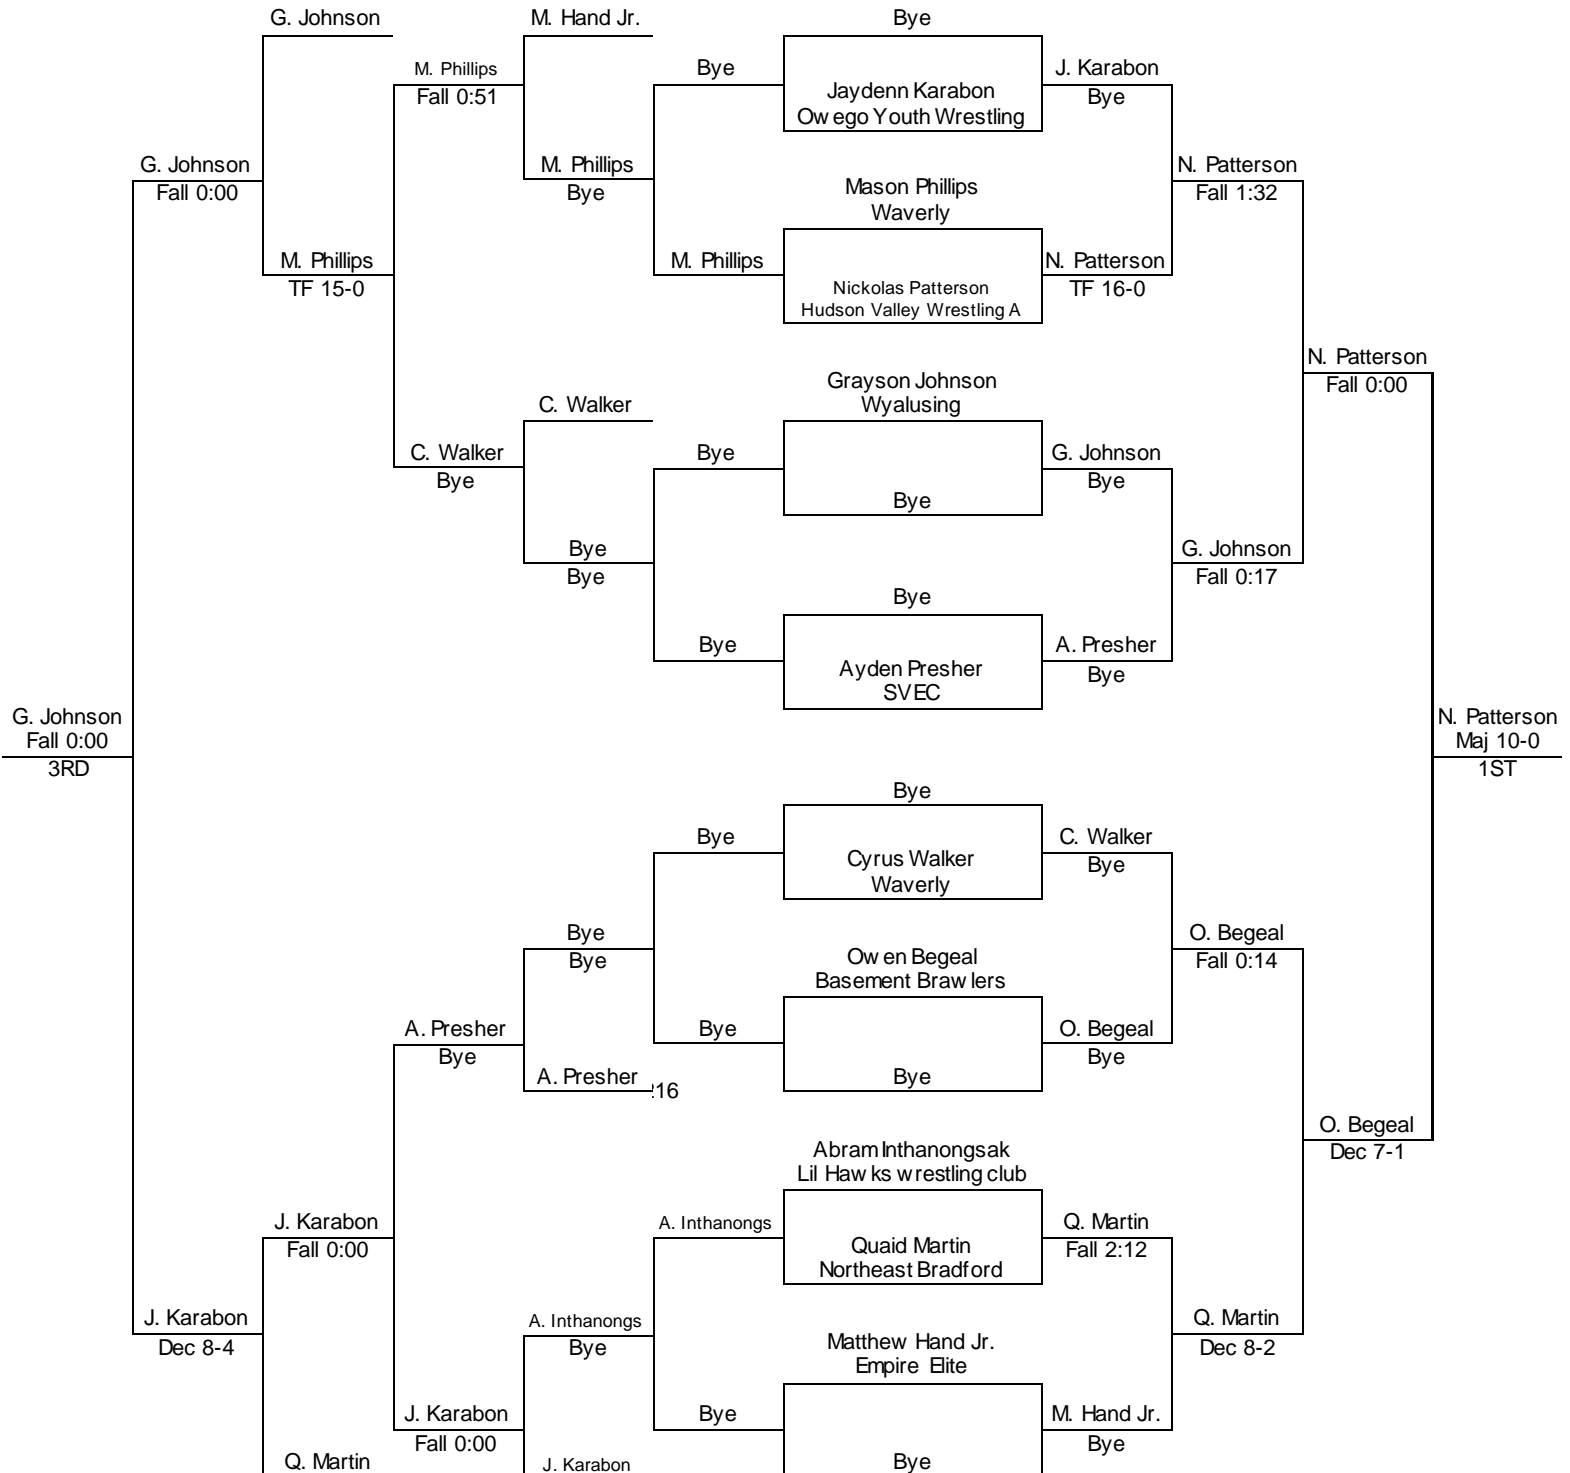 G. Johnson
M. Hand Jr.
Bye
M. Phillips
Fall 0:51
Bye
Jaydenn Karabon
Owego Youth Wrestling
J. Karabon
Bye
G. Johnson
Fall 0:00
M. Phillips
Bye
Mason Phillips
Waverly
N. Patterson
Fall 1:32
M. Phillips
TF 15-0
M. Phillips
Nickolas Patterson
Hudson Valley Wrestling A
N. Patterson
TF 16-0
N. Patterson
Fall 0:00
C. Walker
Grayson Johnson
Wyalusing
C. Walker
Bye
Bye
Bye
G. Johnson
Bye
Bye
Bye
G. Johnson
Fall 0:17
Bye
Bye
Ayden Presher
SVEC
A. Presher
Bye
G. Johnson
Fall 0:00
3RD
N. Patterson
Maj 10-0
1ST
Bye
Bye
Cyrus Walker
Waverly
C. Walker
Bye
Bye
Bye
Owen Begeal
Basement Brawlers
O. Begeal
Fall 0:14
A. Presher
Bye
Bye
Bye
O. Begeal
Bye
A. Presher
:16
O. Begeal
Dec 7-1
Abram Inthanongsak
Lil Hawks wrestling club
J. Karabon
Fall 0:00
A. Inthanongs
Quaid Martin
Northeast Bradford
Q. Martin
Fall 2:12
J. Karabon
Dec 8-4
A. Inthanongs
Bye
Matthew Hand Jr.
Empire Elite
Q. Martin
Dec 8-2
J. Karabon
Fall 0:00
Bye
M. Hand Jr.
Bye
Q. Martin
J. Karabon
Bye